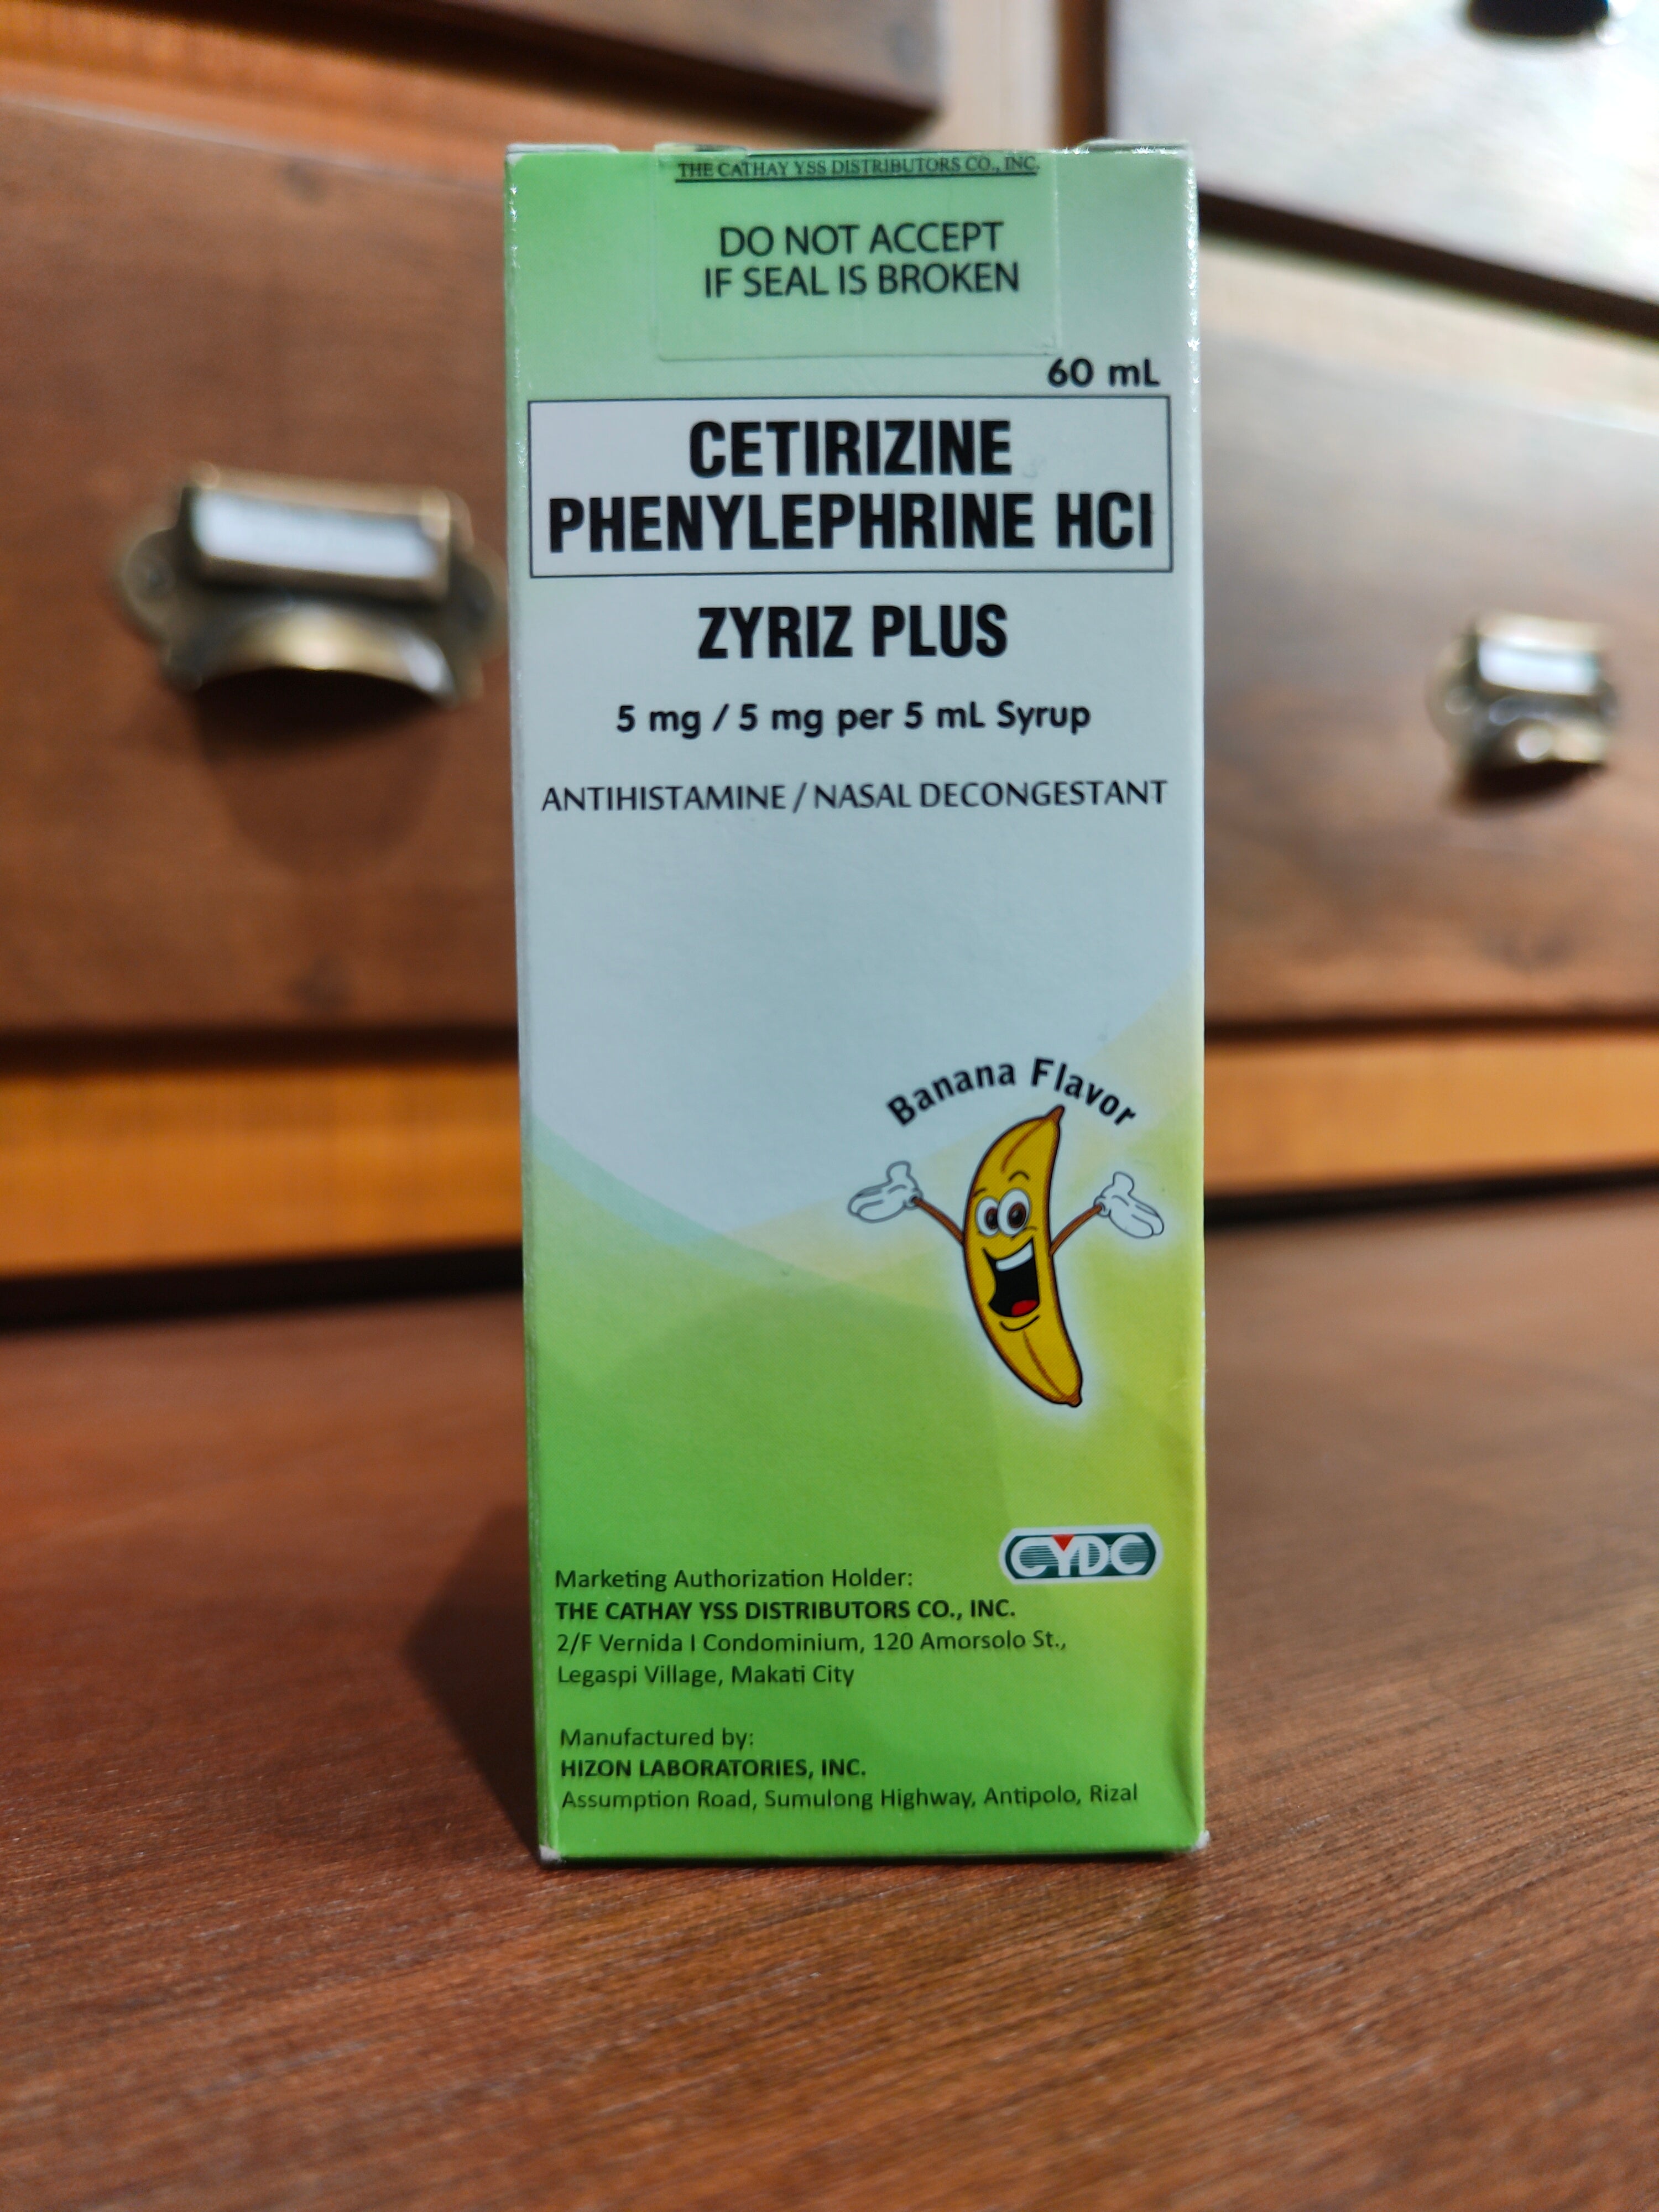 THE CATHAY YSS DISTRIBUTORS CO., INC.
DO NOT ACCEPT
IF SEAL IS BROKEN
60 mL
CETIRIZINE
PHENYLEPHRINE HCl
ZYRIZ PLUS
5 mg / 5 mg per 5 mL Syrup
ANTIHISTAMINE / NASAL DECONGESTANT
Banana Flavor
CYDC
Marketing Authorization Holder:
THE CATHAY YSS DISTRIBUTORS CO., INC.
2/F Vernida I Condominium, 120 Amorsolo St.,
Legaspi Village, Makati City
Manufactured by:
HIZON LABORATORIES, INC.
Assumption Road, Sumulong Highway, Antipolo, Rizal